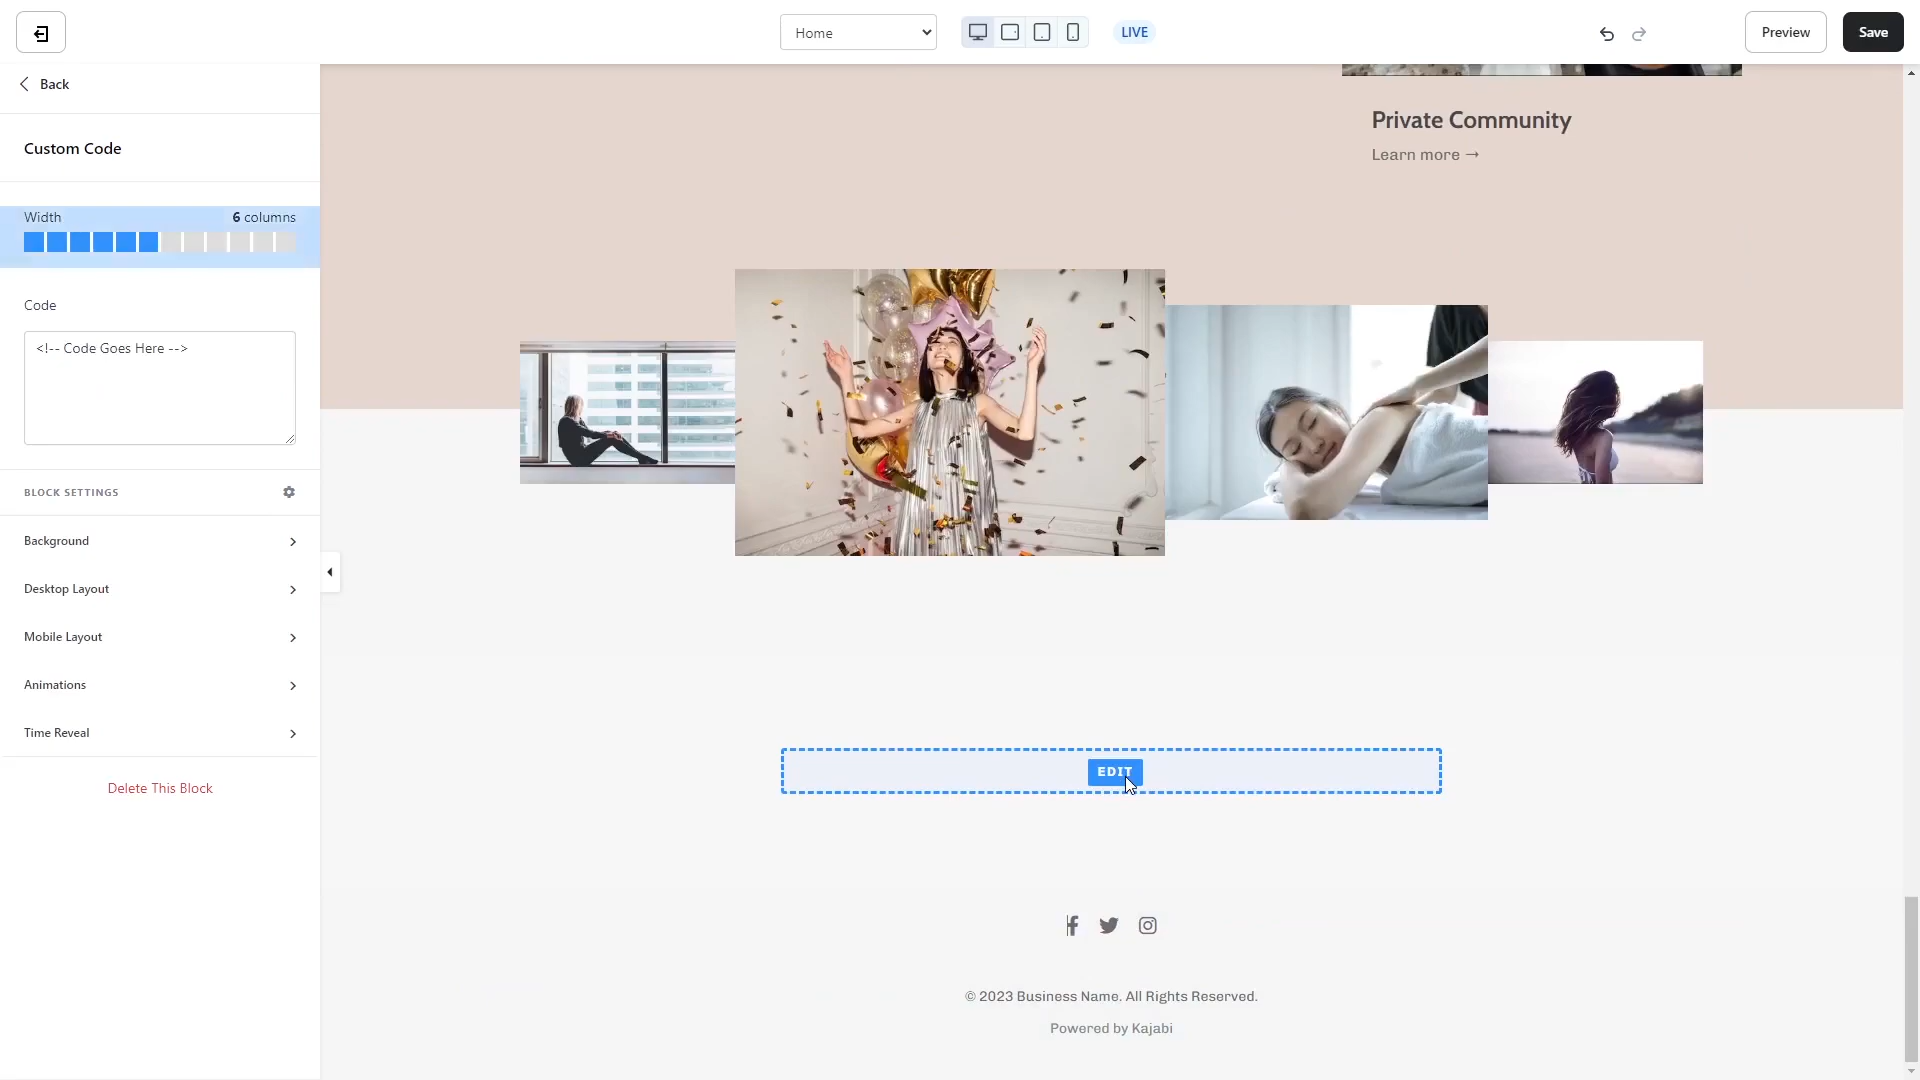 Home
LIVE
Preview
Save
Back
Custom Code
Width
6 columns
Code
<!-- Code Goes Here -->
BLOCK SETTINGS
Background
Desktop Layout
Mobile Layout
Animations
Time Reveal
Delete This Block
Private Community
Learn more →
EDIT
© 2023 Business Name. All Rights Reserved.
Powered by Kajabi